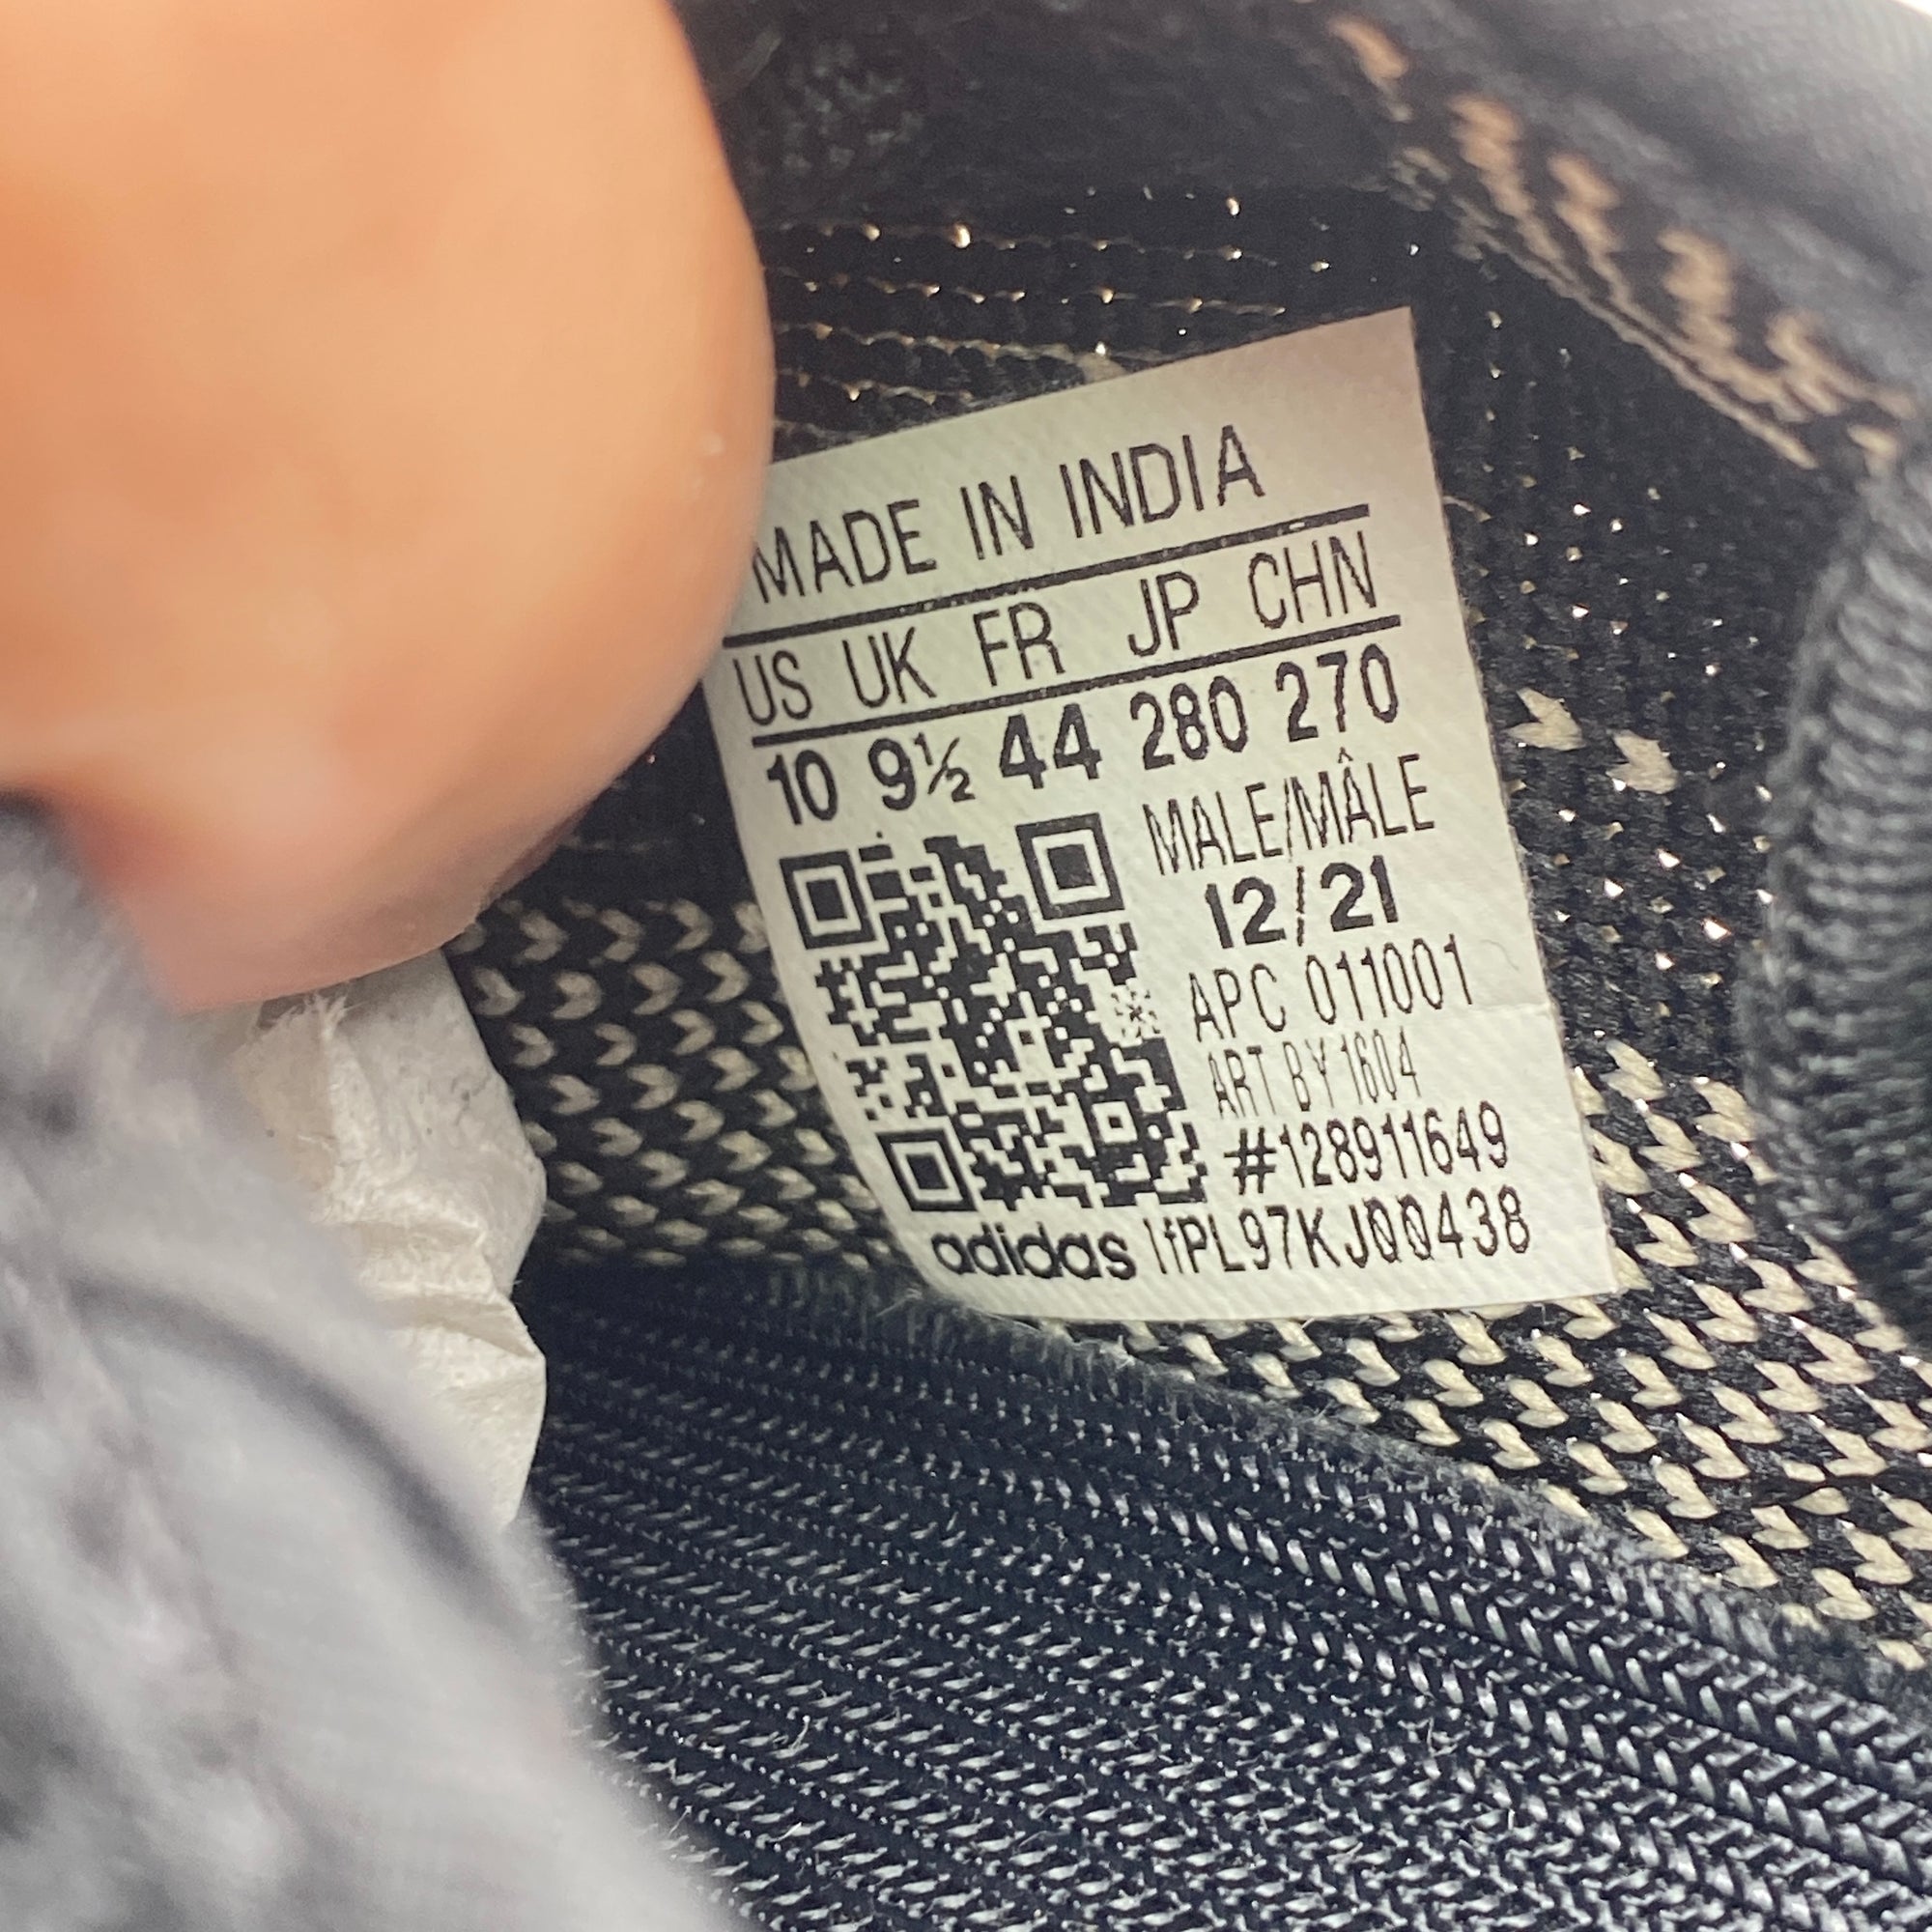 MADE IN INDIA
US UK FR JP CHN
10 9½ 44 280 270
MALE/MÂLE
12/21
APC 011001
ART BY1604
#128911649
adidas 1fPL97KJ00438